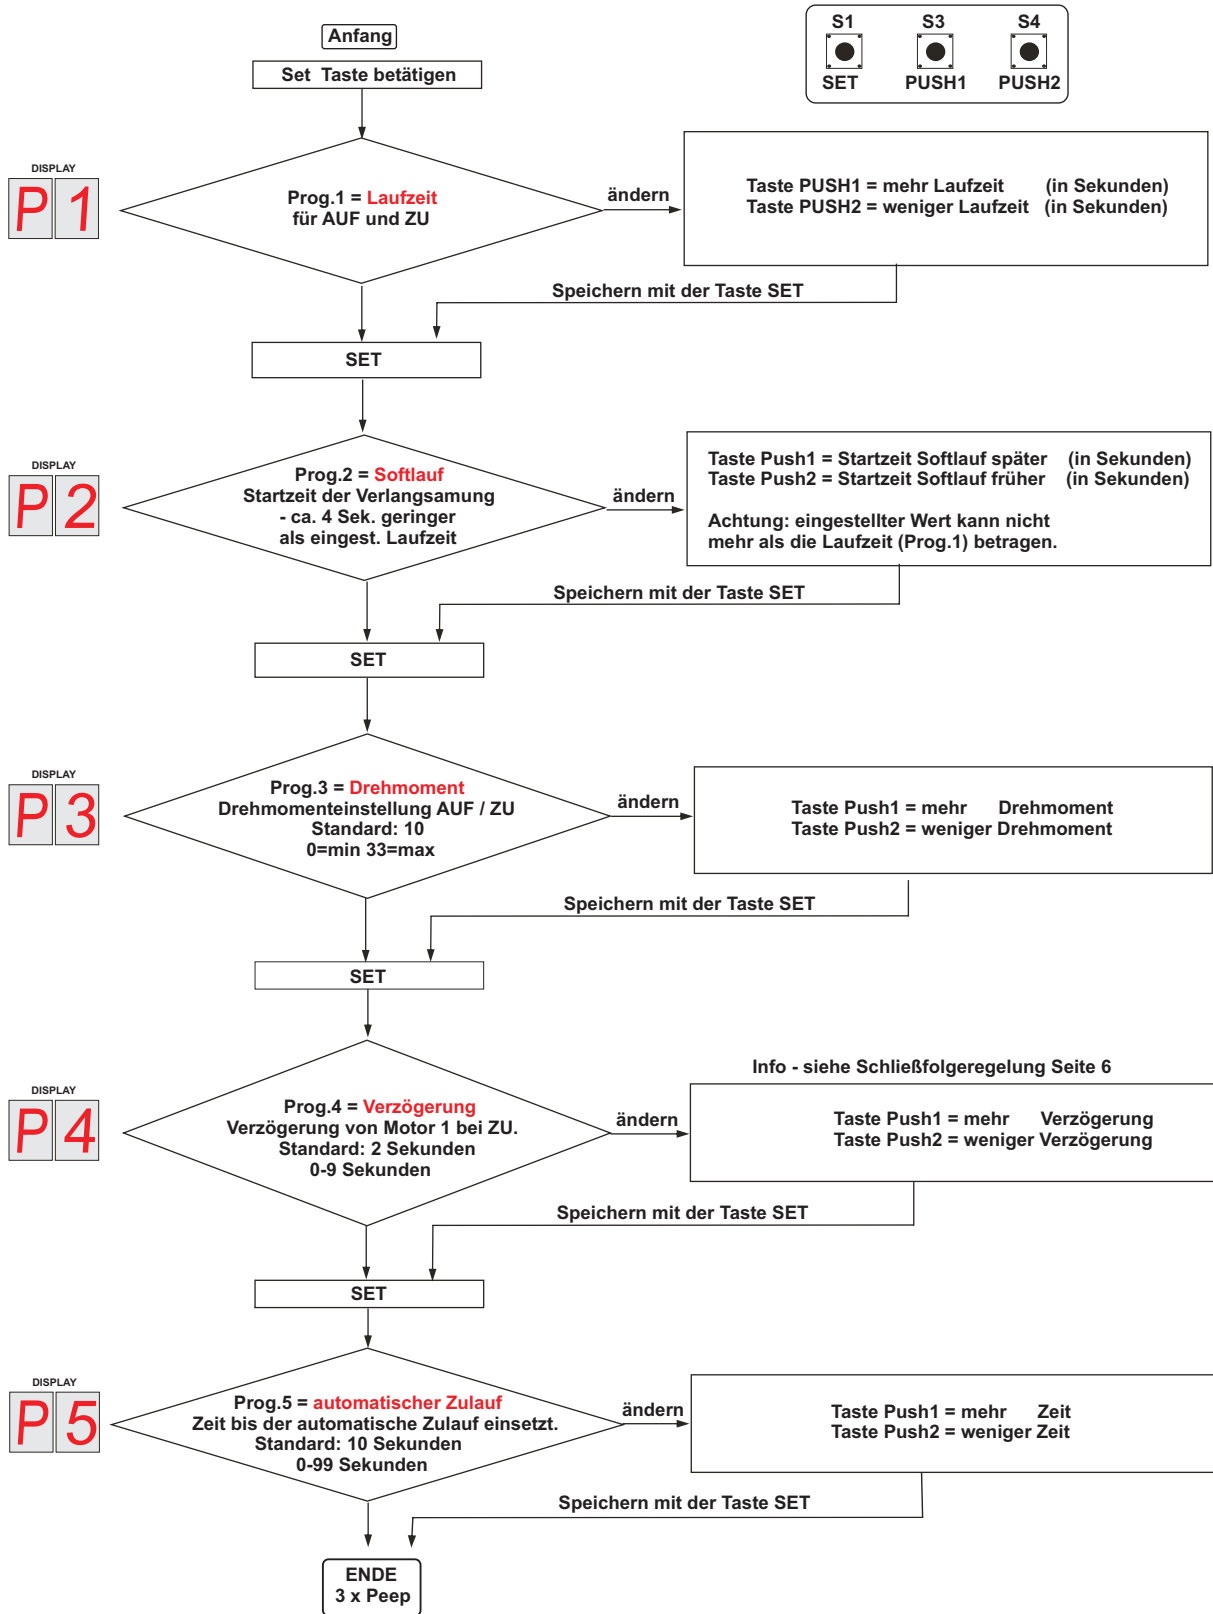 Anfang
Set Taste betätigen
S1 S3 S4
SET PUSH1 PUSH2
DISPLAY
P 1
Prog.1 = Laufzeit
für AUF und ZU
ändern
Taste PUSH1 = mehr Laufzeit (in Sekunden)
Taste PUSH2 = weniger Laufzeit (in Sekunden)
Speichern mit der Taste SET
SET
DISPLAY
P 2
Prog.2 = Softlauf
Startzeit der Verlangsamung
- ca. 4 Sek. geringer
als eingest. Laufzeit
ändern
Taste Push1 = Startzeit Softlauf später (in Sekunden)
Taste Push2 = Startzeit Softlauf früher (in Sekunden)
Achtung: eingestellter Wert kann nicht
mehr als die Laufzeit (Prog.1) betragen.
Speichern mit der Taste SET
SET
DISPLAY
P 3
Prog.3 = Drehmoment
Drehmomenteinstellung AUF / ZU
Standard: 10
0=min 33=max
ändern
Taste Push1 = mehr Drehmoment
Taste Push2 = weniger Drehmoment
Speichern mit der Taste SET
SET
DISPLAY
P 4
Prog.4 = Verzögerung
Verzögerung von Motor 1 bei ZU.
Standard: 2 Sekunden
0-9 Sekunden
ändern
Info - siehe Schließfolgeregelung Seite 6
Taste Push1 = mehr Verzögerung
Taste Push2 = weniger Verzögerung
Speichern mit der Taste SET
SET
DISPLAY
P 5
Prog.5 = automatischer Zulauf
Zeit bis der automatische Zulauf einsetzt.
Standard: 10 Sekunden
0-99 Sekunden
ändern
Taste Push1 = mehr Zeit
Taste Push2 = weniger Zeit
Speichern mit der Taste SET
ENDE
3 x Peep